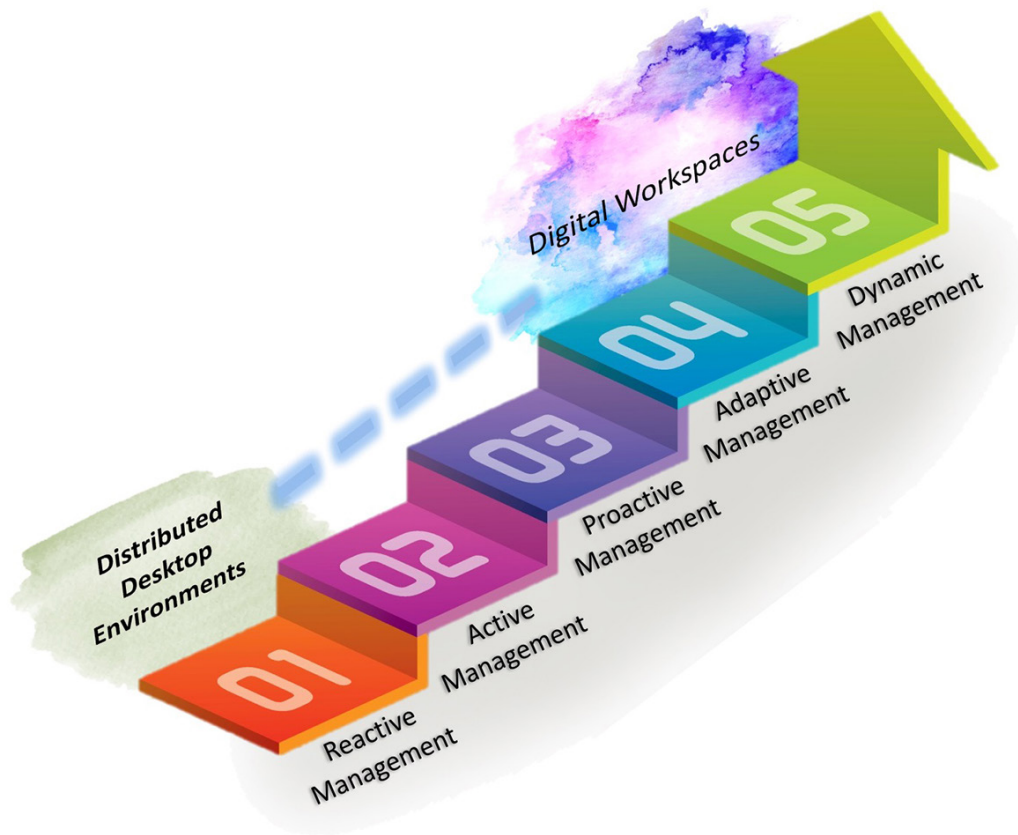 Digital Workspaces
Distributed
Desktop
Environments
01
Reactive
Management
02
Active
Management
03
Proactive
Management
04
Adaptive
Management
05
Dynamic
Management